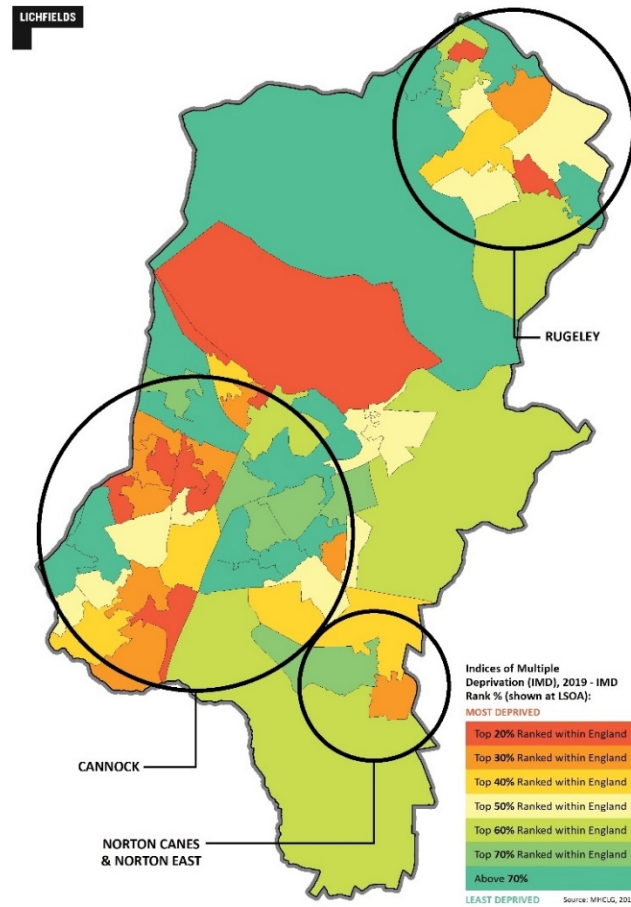 LICHFIELDS
RUGELEY
CANNOCK
NORTON CANES
& NORTON EAST
Indices of Multiple
Deprivation (IMD), 2019 - IMD
Rank % (shown at LSOA):
MOST DEPRIVED
Top 20% Ranked within England
Top 30% Ranked within England
Top 40% Ranked within England
Top 50% Ranked within England
Top 60% Ranked within England
Top 70% Ranked within England
Above 70%
LEAST DEPRIVED
Source: MHCLG, 201